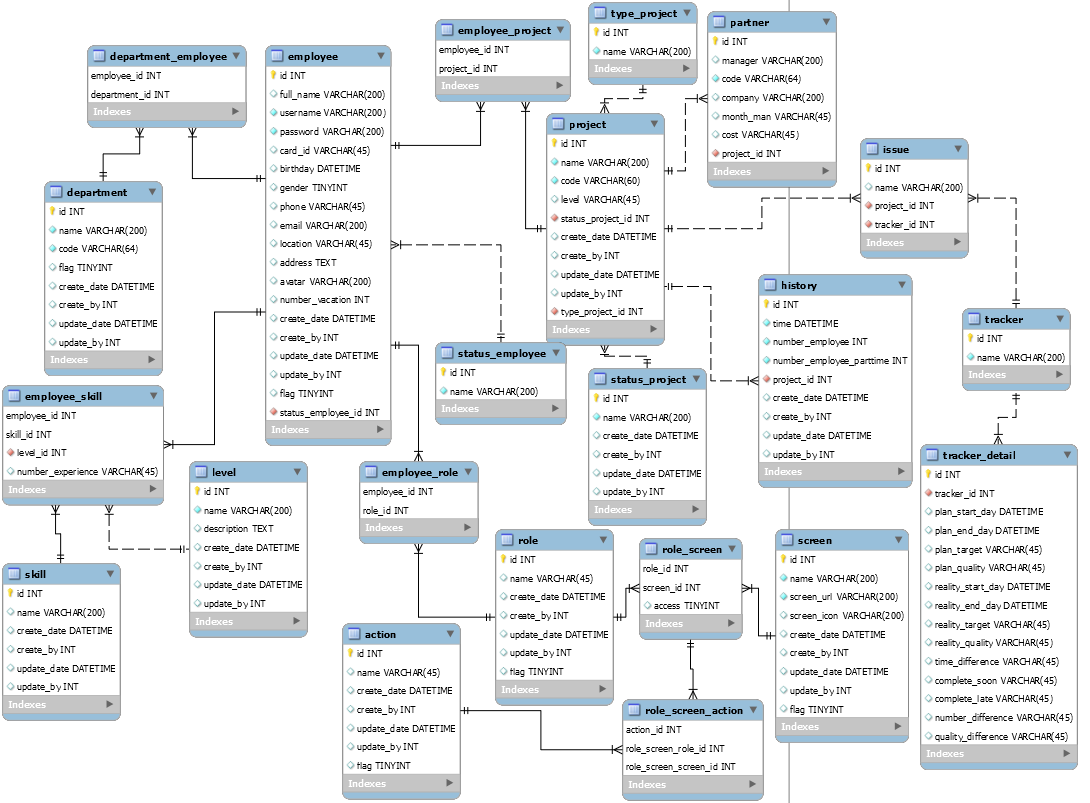 department_employee
employee_id INT
department_id INT
Indexes
employee
id INT
full_name VARCHAR(200)
username VARCHAR(200)
password VARCHAR(200)
card_id VARCHAR(45)
birthday DATETIME
gender TINYINT
phone VARCHAR(45)
email VARCHAR(200)
location VARCHAR(45)
address TEXT
avatar VARCHAR(200)
number_vacation INT
create_date DATETIME
create_by INT
update_date DATETIME
update_by INT
flag TINYINT
status_employee_id INT
Indexes
employee_project
employee_id INT
project_id INT
Indexes
type_project
id INT
name VARCHAR(200)
Indexes
partner
id INT
manager VARCHAR(200)
code VARCHAR(64)
company VARCHAR(200)
month_man VARCHAR(45)
cost VARCHAR(45)
project_id INT
Indexes
project
id INT
name VARCHAR(200)
code VARCHAR(60)
level VARCHAR(45)
status_project_id INT
create_date DATETIME
create_by INT
update_date DATETIME
update_by INT
type_project_id INT
Indexes
issue
id INT
name VARCHAR(200)
project_id INT
tracker_id INT
Indexes
department
id INT
name VARCHAR(200)
code VARCHAR(64)
flag TINYINT
create_date DATETIME
create_by INT
update_date DATETIME
update_by INT
Indexes
history
id INT
time DATETIME
number_employee INT
number_employee_parttime INT
project_id INT
create_date DATETIME
create_by INT
update_date DATETIME
update_by INT
Indexes
tracker
id INT
name VARCHAR(200)
Indexes
status_employee
id INT
name VARCHAR(200)
Indexes
status_project
id INT
name VARCHAR(200)
create_date DATETIME
create_by INT
update_date DATETIME
update_by INT
Indexes
employee_skill
employee_id INT
skill_id INT
level_id INT
number_experience VARCHAR(45)
Indexes
level
id INT
name VARCHAR(200)
description TEXT
create_date DATETIME
create_by INT
update_date DATETIME
update_by INT
Indexes
employee_role
employee_id INT
role_id INT
Indexes
tracker_detail
id INT
tracker_id INT
plan_start_day DATETIME
plan_end_day DATETIME
plan_target VARCHAR(45)
plan_quality VARCHAR(45)
reality_start_day DATETIME
reality_end_day DATETIME
reality_target VARCHAR(45)
reality_quality VARCHAR(45)
time_difference VARCHAR(45)
complete_soon VARCHAR(45)
complete_late VARCHAR(45)
number_difference VARCHAR(45)
quality_difference VARCHAR(45)
Indexes
skill
id INT
name VARCHAR(200)
create_date DATETIME
create_by INT
update_date DATETIME
update_by INT
Indexes
role
id INT
name VARCHAR(45)
create_date DATETIME
create_by INT
update_date DATETIME
update_by INT
flag TINYINT
Indexes
role_screen
role_id INT
screen_id INT
access TINYINT
Indexes
screen
id INT
name VARCHAR(200)
screen_url VARCHAR(200)
screen_icon VARCHAR(200)
create_date DATETIME
create_by INT
update_date DATETIME
update_by INT
flag TINYINT
Indexes
action
id INT
name VARCHAR(45)
create_date DATETIME
create_by INT
update_date DATETIME
update_by INT
flag TINYINT
Indexes
role_screen_action
action_id INT
role_screen_role_id INT
role_screen_screen_id INT
Indexes